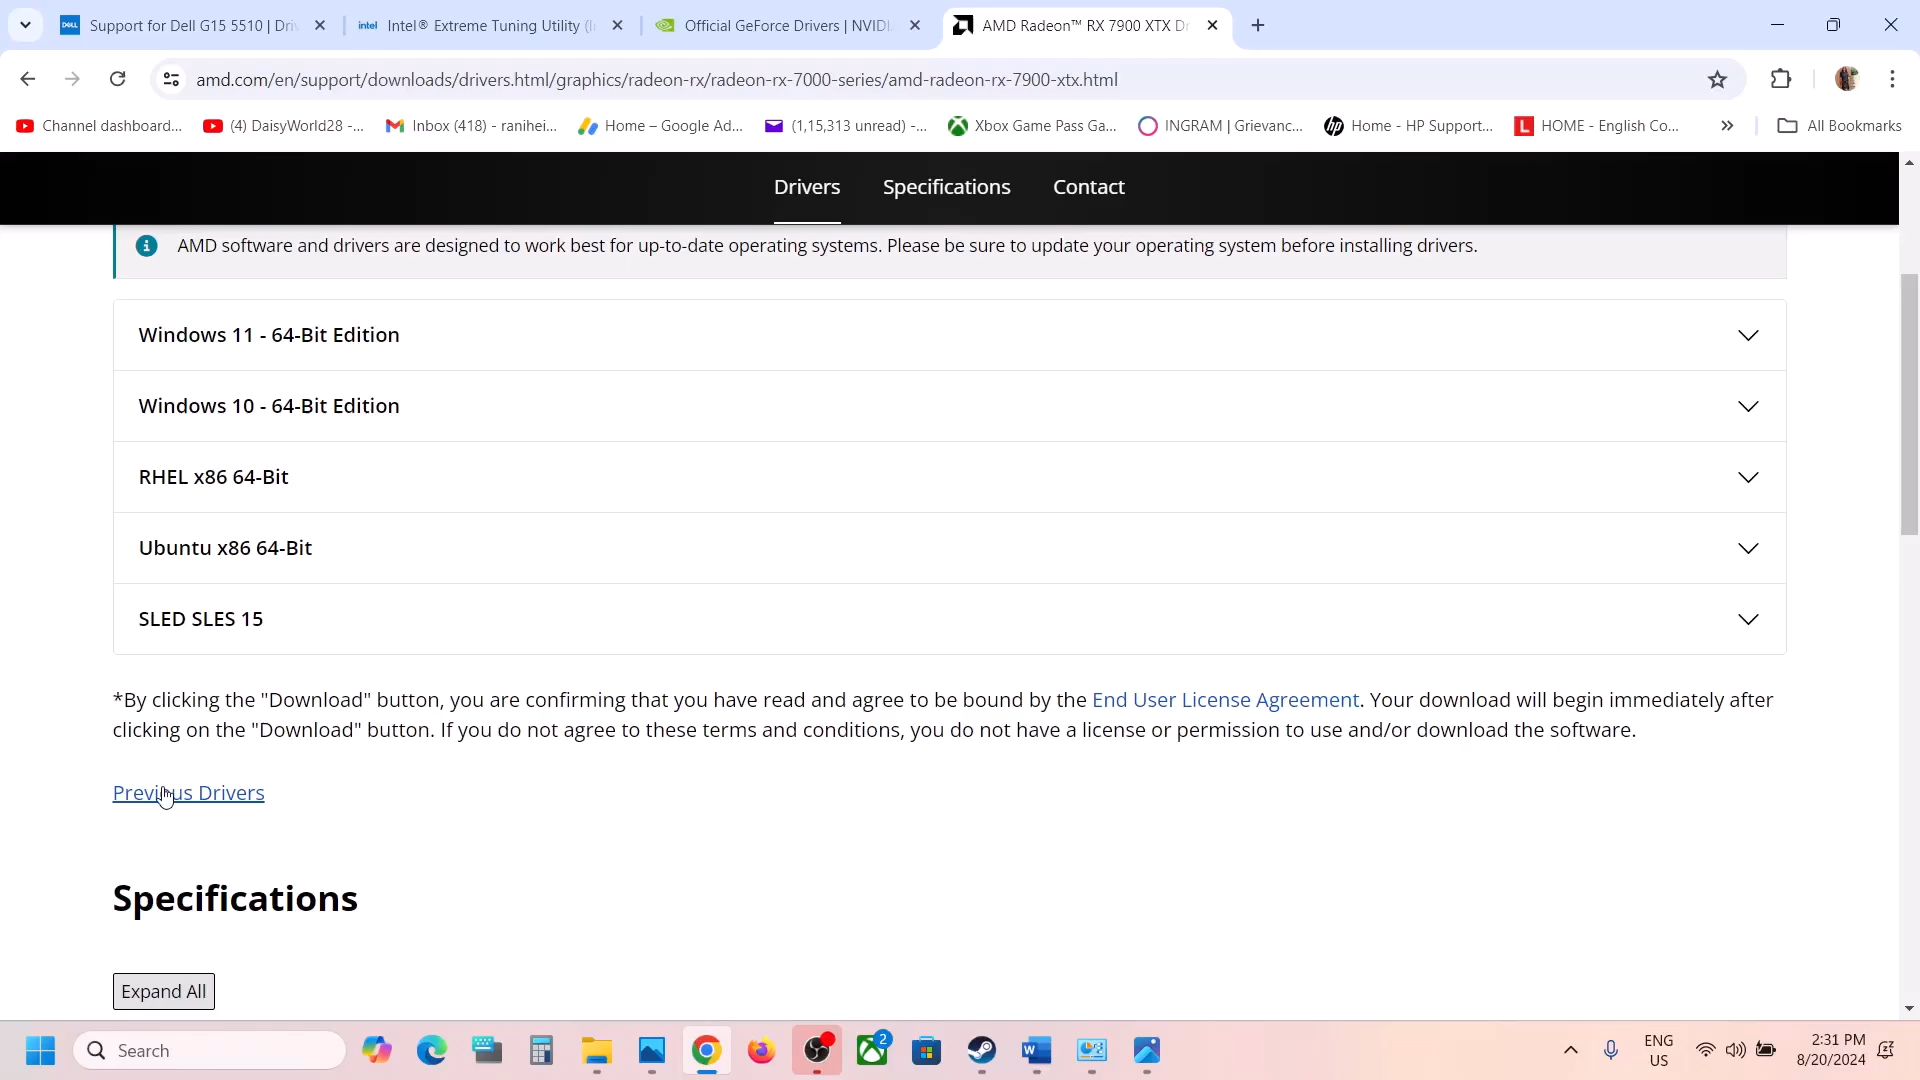 Support for Dell G15 5510 | Dri
intel Intel® Extreme Tuning Utility (I
Official GeForce Drivers | NVIDI
AMD Radeon™ RX 7900 XTX Dr
amd.com/en/support/downloads/drivers.html/graphics/radeon-rx/radeon-rx-7000-series/amd-radeon-rx-7900-xtx.html
Channel dashboard...
(4) DaisyWorld28 -...
Inbox (418) - ranihei...
Home – Google Ad...
(1,15,313 unread) -...
Xbox Game Pass Ga...
INGRAM | Grievanc...
Home - HP Support...
HOME - English Co...
All Bookmarks
Drivers
Specifications
Contact
AMD software and drivers are designed to work best for up-to-date operating systems. Please be sure to update your operating system before installing drivers.
Windows 11 - 64-Bit Edition
Windows 10 - 64-Bit Edition
RHEL x86 64-Bit
Ubuntu x86 64-Bit
SLED SLES 15
*By clicking the "Download" button, you are confirming that you have read and agree to be bound by the End User License Agreement. Your download will begin immediately after
clicking on the "Download" button. If you do not agree to these terms and conditions, you do not have a license or permission to use and/or download the software.
Previous Drivers
Specifications
Expand All
Search
2
ENG
US
2:31 PM
8/20/2024